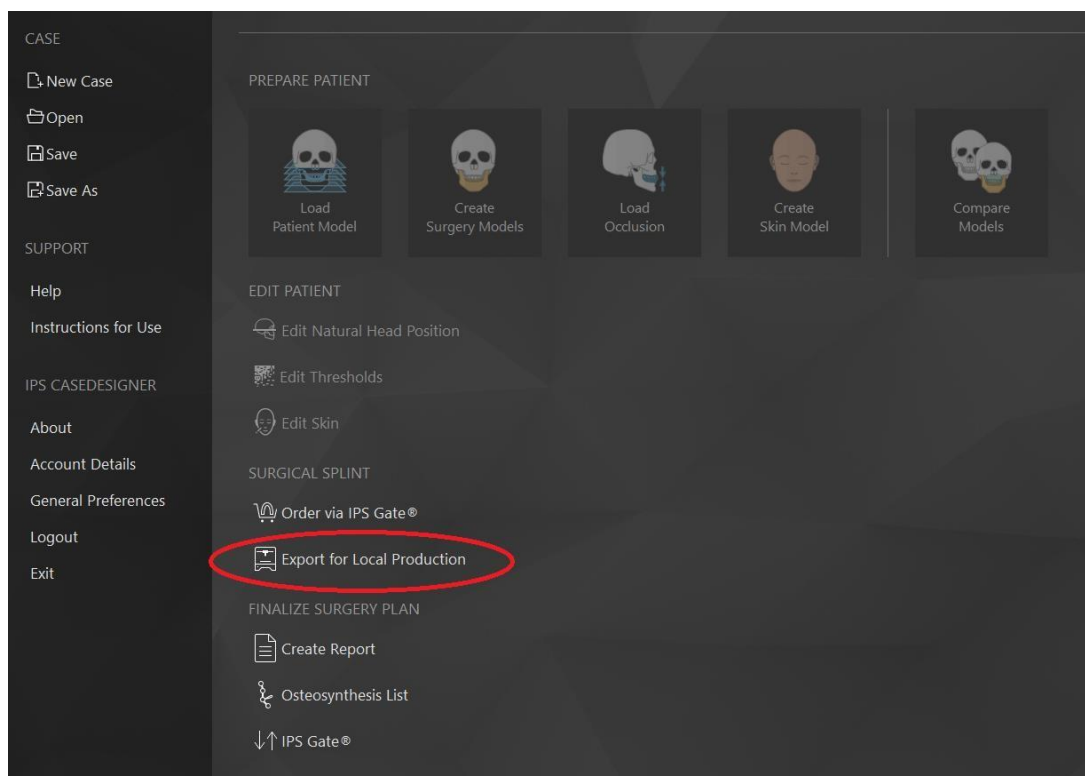 CASE
New Case
Open
Save
Save As
SUPPORT
Help
Instructions for Use
IPS CASEDESIGNER
About
Account Details
General Preferences
Logout
Exit
PREPARE PATIENT
Load
Patient Model
Create
Surgery Models
Load
Occlusion
Create
Skin Model
Compare
Models
EDIT PATIENT
Edit Natural Head Position
Edit Thresholds
Edit Skin
SURGICAL SPLINT
Order via IPS Gate®
Export for Local Production
FINALIZE SURGERY PLAN
Create Report
Osteosynthesis List
IPS Gate®